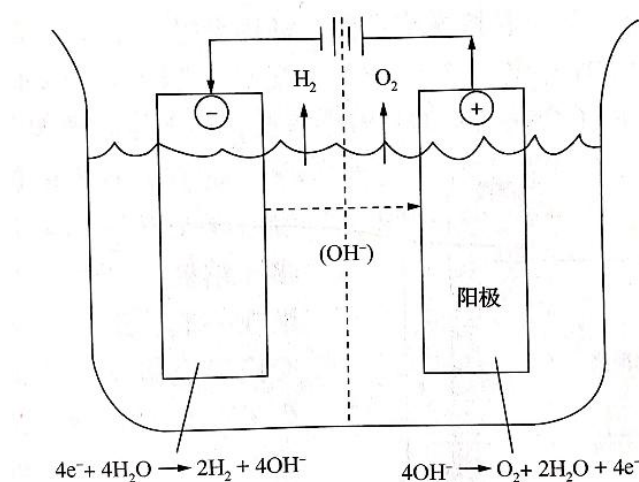 H₂ O₂
− +
(OH⁻)
阳极
4e⁻+ 4H₂O → 2H₂ + 4OH⁻
4OH⁻ → O₂+ 2H₂O + 4e⁻